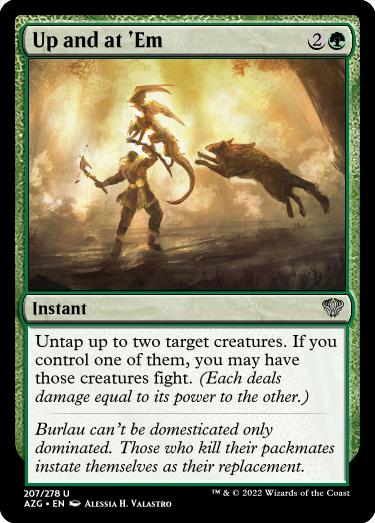 Up and at 'Em 2
Instant
Untap up to two target creatures. If you
control one of them, you may have
those creatures fight. (Each deals
damage equal to its power to the other.)
Burlau can't be domesticated only
dominated. Those who kill their packmates
instate themselves as their replacement.
207/278 U
AZG • EN ALESSIA H. VALASTRO
™ & © 2022 Wizards of the Coast